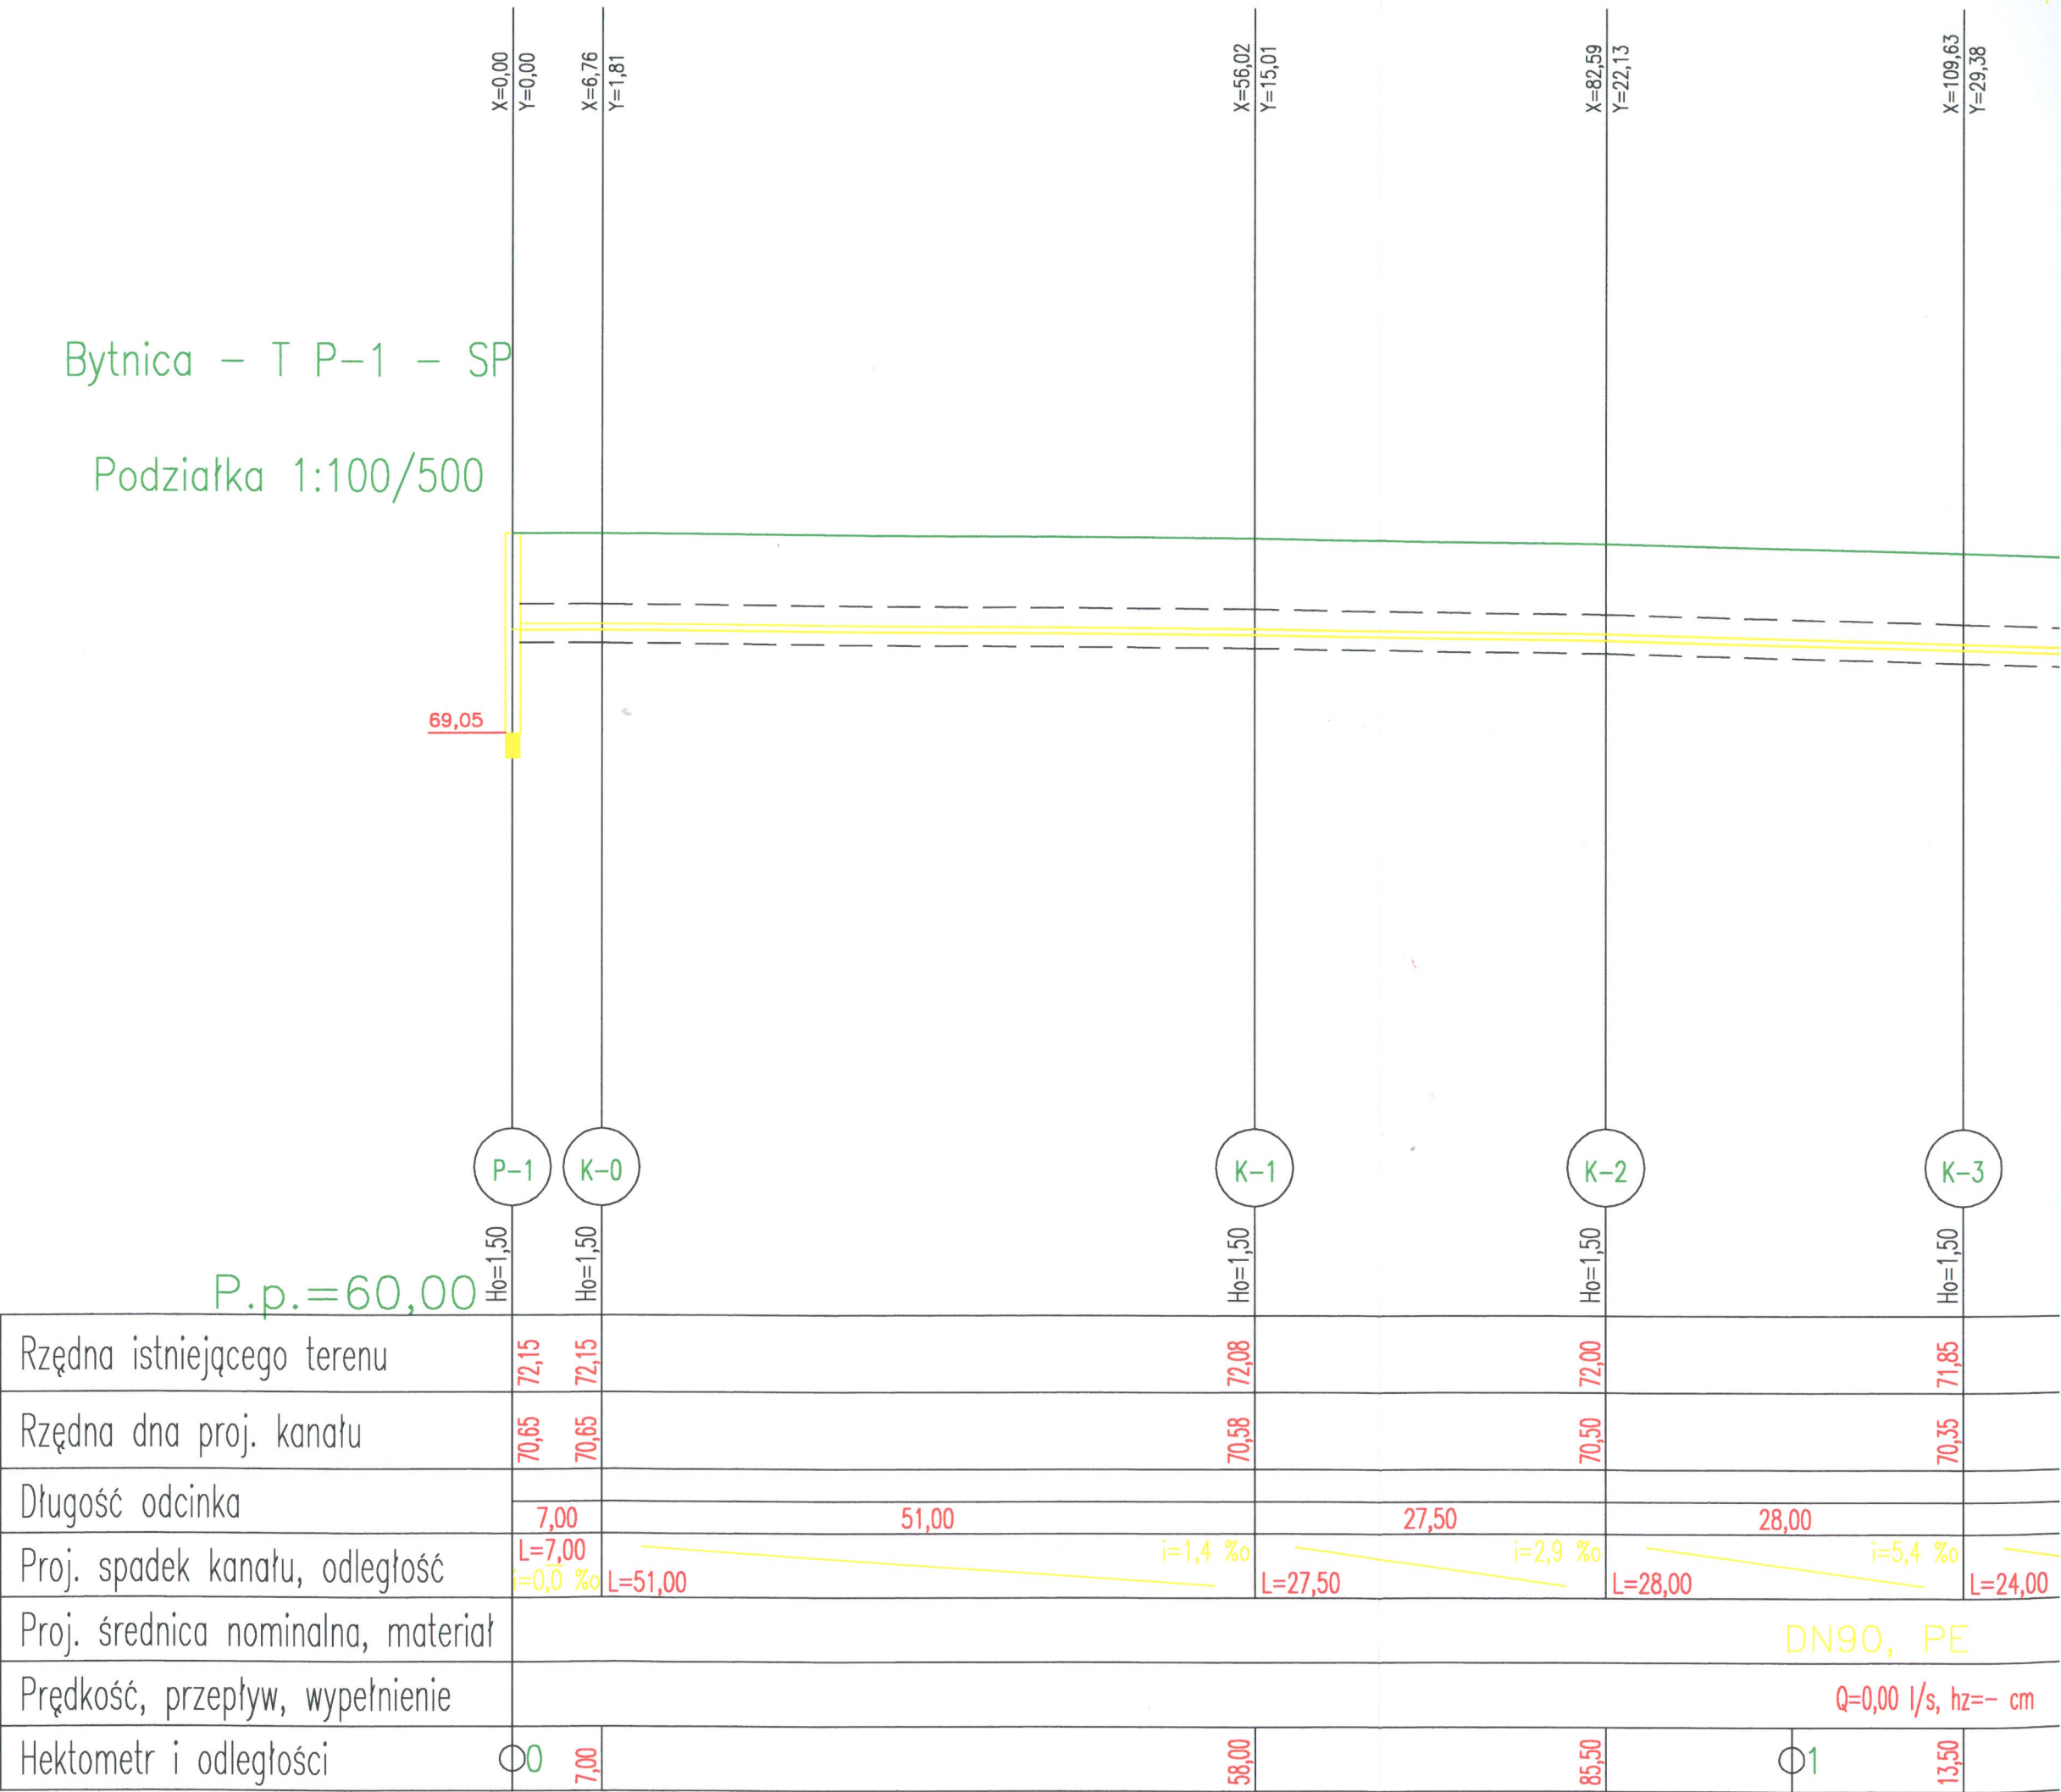 X=0,00
Y=0,00
X=6,76
Y=1,81
X=56,02
Y=15,01
X=82,59
Y=22,13
X=109,63
Y=29,38
Bytnica – T P–1 – SP
Podziałka 1:100/500
69,05
P–1
K–0
K–1
K–2
K–3
P.p.=60,00
Ho=1,50
Ho=1,50
Ho=1,50
Ho=1,50
Ho=1,50
Rzędna istniejącego terenu
72,15
72,15
72,08
72,00
71,85
Rzędna dna proj. kanału
70,65
70,65
70,58
70,50
70,35
Długość odcinka
7,00
51,00
27,50
28,00
Proj. spadek kanału, odległość
L=7,00
i=0,0 ‰
L=51,00
i=1,4 ‰
L=27,50
i=2,9 ‰
L=28,00
i=5,4 ‰
L=24,00
Proj. średnica nominalna, materiał
DN90, PE
Prędkość, przepływ, wypełnienie
Q=0,00 l/s, hz=– cm
Hektometr i odległości
0
7,00
58,00
85,50
1
13,50